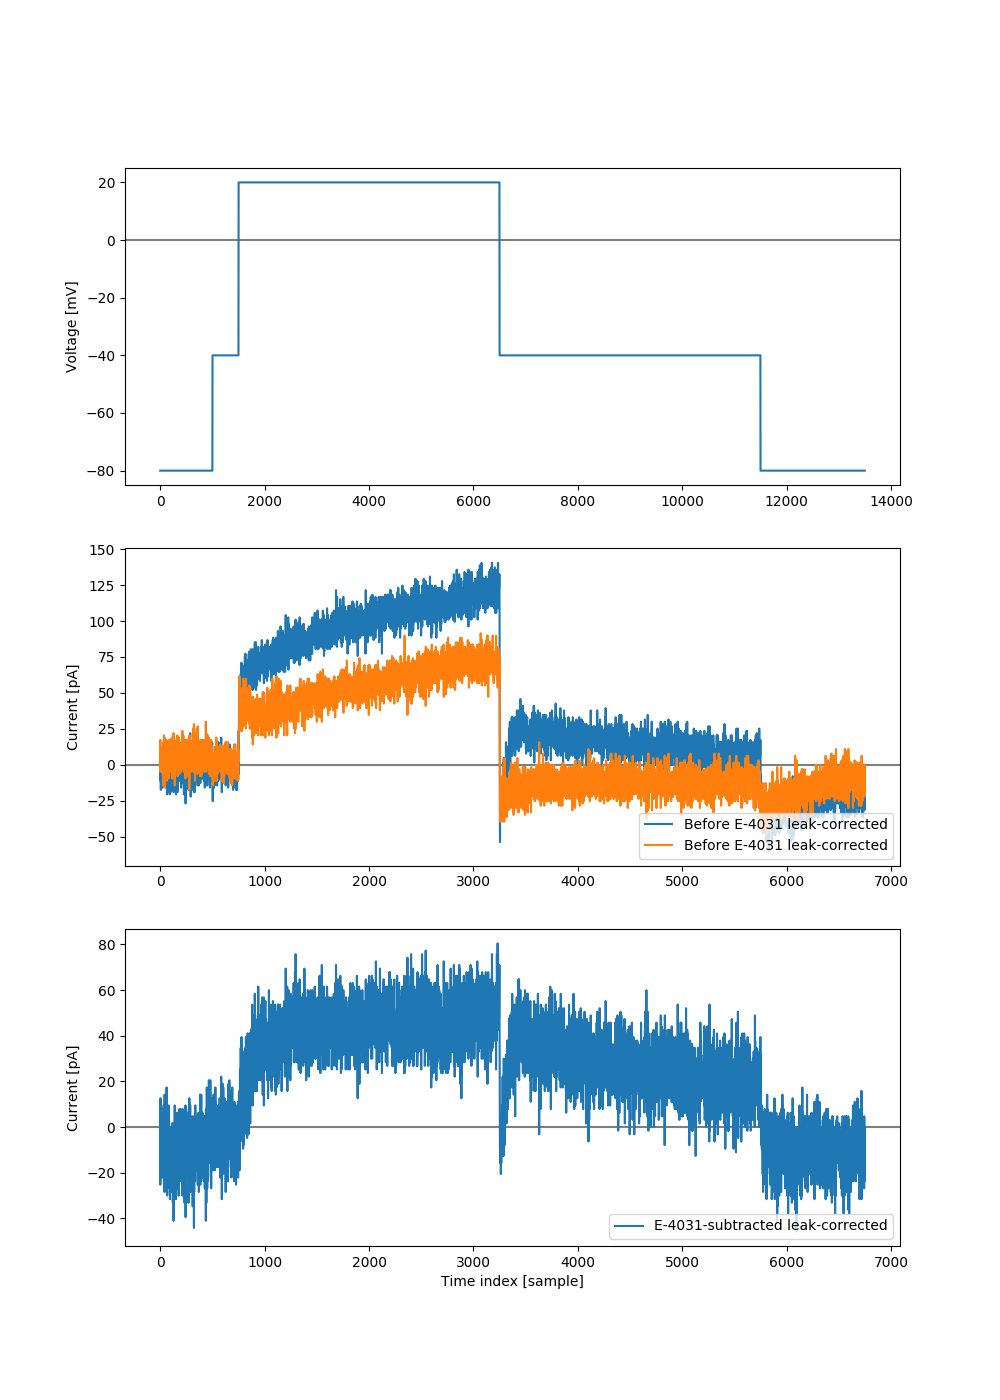 20
0
−20
−40
−60
−80
Voltage [mV]
0 2000 4000 6000 8000 10000 12000 14000
150
125
100
75
50
25
0
−25
−50
Current [pA]
Before E-4031 leak-corrected
Before E-4031 leak-corrected
0 1000 2000 3000 4000 5000 6000 7000
80
60
40
20
0
−20
−40
Current [pA]
E-4031-subtracted leak-corrected
0 1000 2000 3000 4000 5000 6000 7000
Time index [sample]